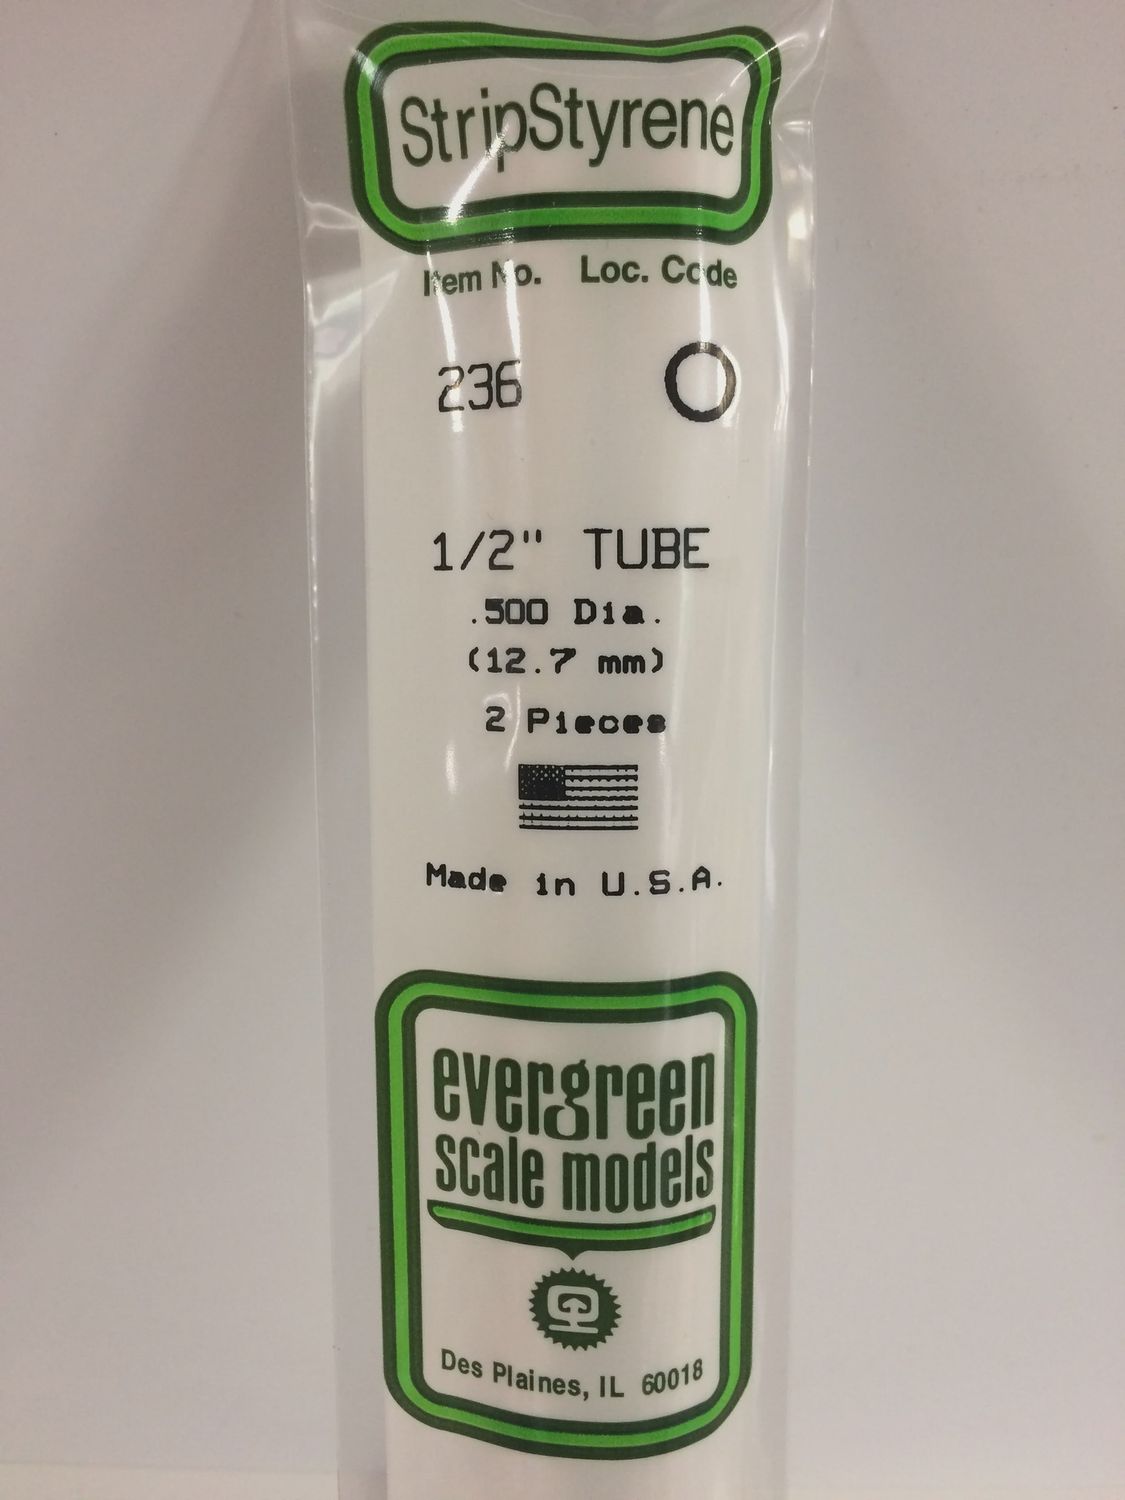 StripStyrene
Item No. Loc. Code
236
1/2" TUBE
.500 Dia.
(12.7 mm)
2 Pieces
Made in U.S.A.
evergreen
scale models
Des Plaines, IL 60018